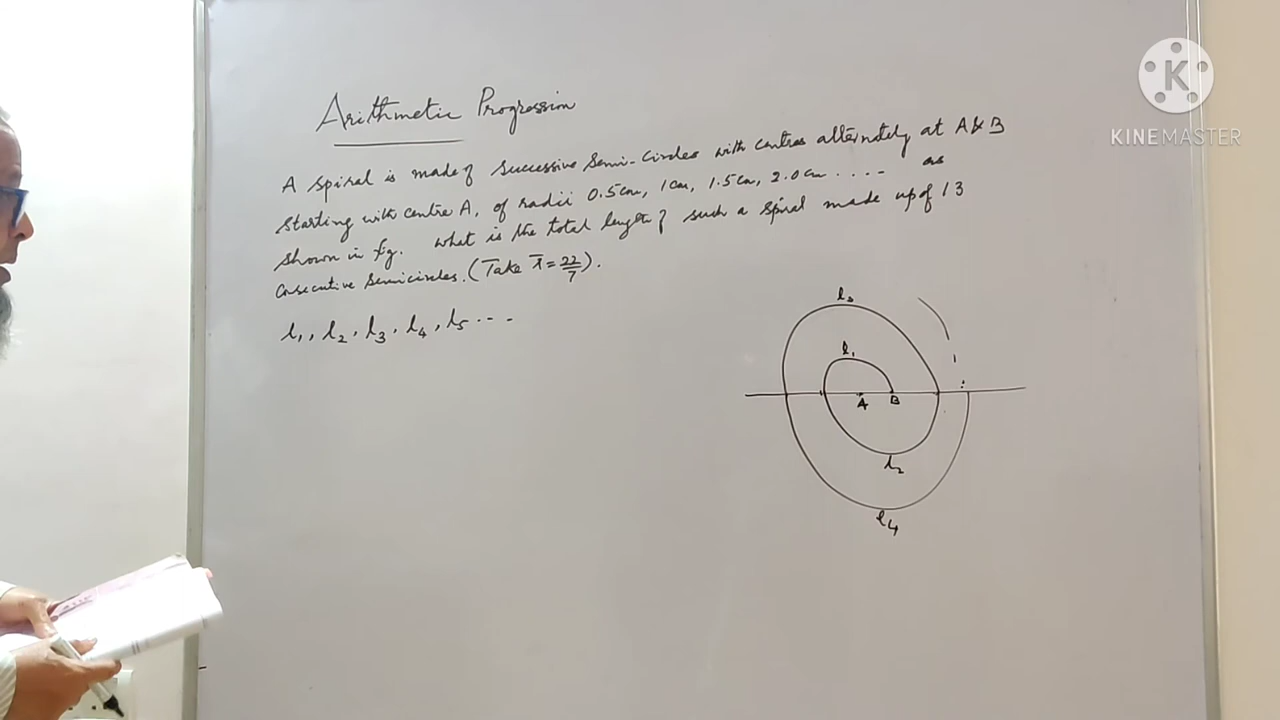 Arithmetic Progression
A spiral is made of successive semi-circles with centres alternately at A & B
starting with centre A, of radii 0.5cm, 1cm, 1.5cm, 2.0cm .... as
shown in fig. what is the total length of such a spiral made up of 13
consecutive semicircles. (Take π = 22/7).
l₁, l₂, l₃, l₄, l₅ ...
l₃
l₁
A B
l₂
l₄
K
KINEMASTER